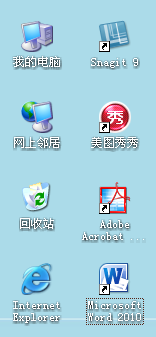 我的电脑
Snagit 9
网上邻居
美图秀秀
回收站
Adobe
Acrobat ...
Internet
Explorer
Microsoft
Word 2010